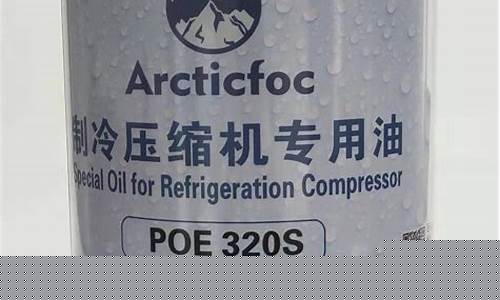 Arcticfoc
制冷压缩机专用油
Special Oil for Refrigeration Compressor
POE 320S